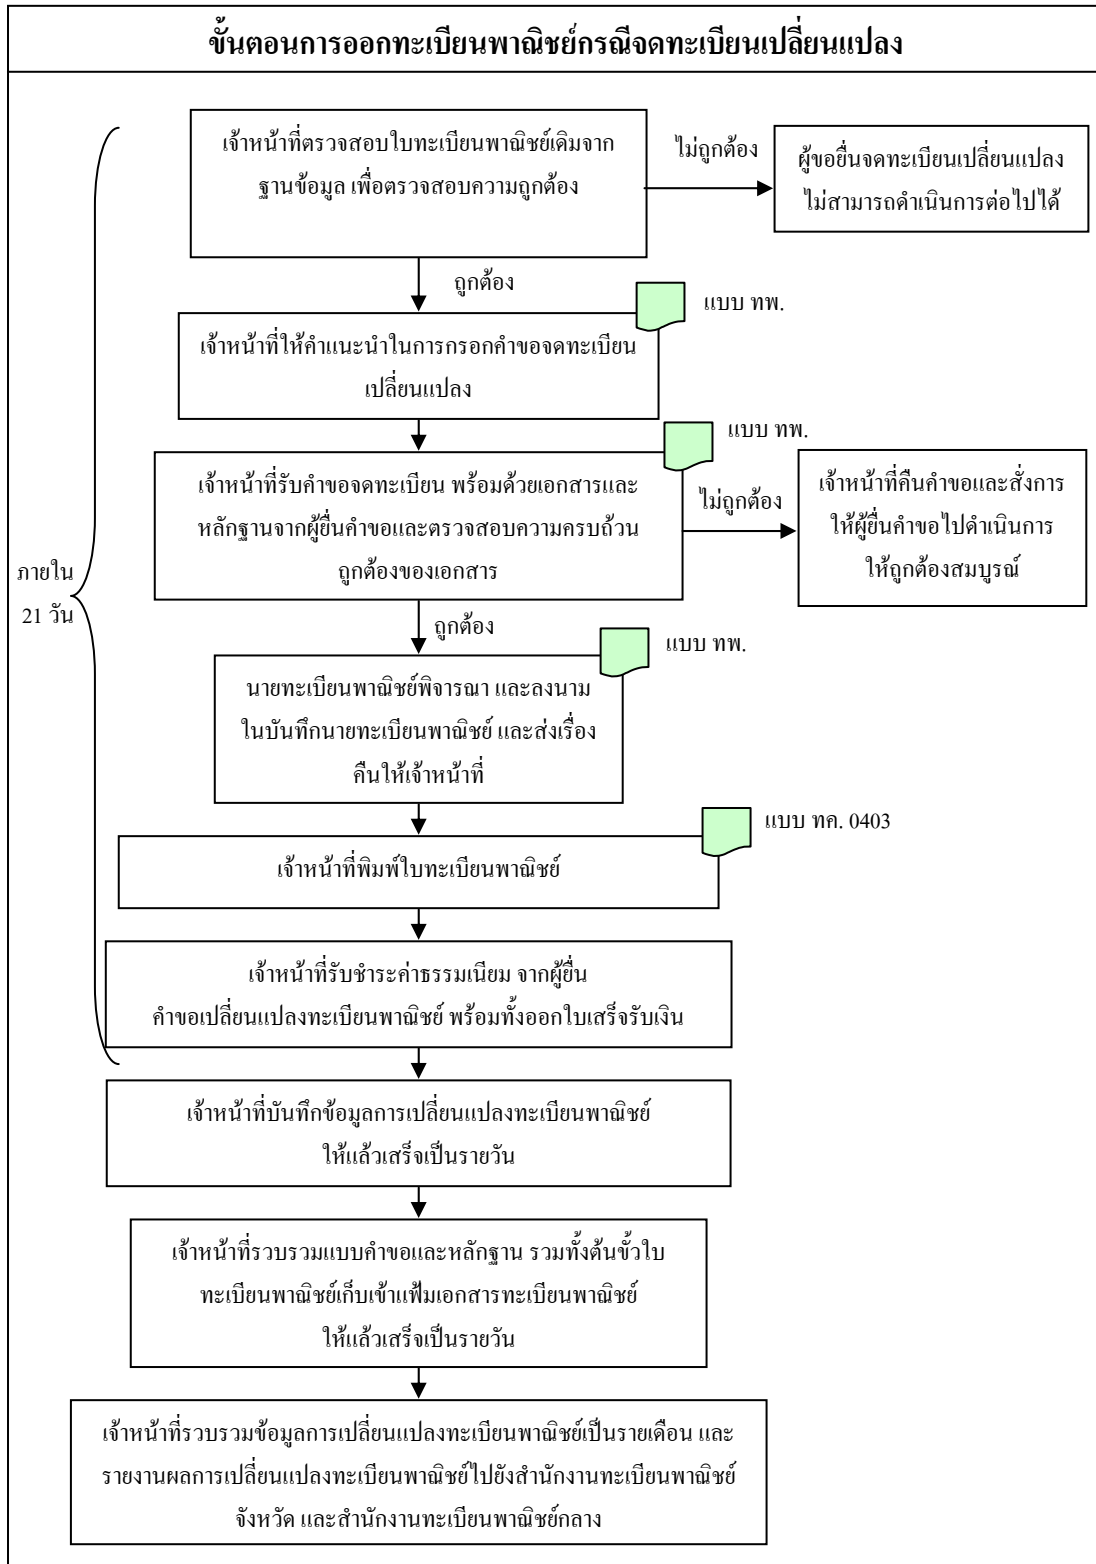 ขั้นตอนการออกทะเบียนพาณิชย์กรณีจดทะเบียนเปลี่ยนแปลง
เจ้าหน้าที่ตรวจสอบใบทะเบียนพาณิชย์เดิมจาก
ฐานข้อมูล เพื่อตรวจสอบความถูกต้อง
ไม่ถูกต้อง
ผู้ขอยื่นจดทะเบียนเปลี่ยนแปลง
ไม่สามารถดำเนินการต่อไปได้
ถูกต้อง
แบบ ทพ.
เจ้าหน้าที่ให้คำแนะนำในการกรอกคำขอจดทะเบียน
เปลี่ยนแปลง
แบบ ทพ.
เจ้าหน้าที่รับคำขอจดทะเบียน พร้อมด้วยเอกสารและ
หลักฐานจากผู้ยื่นคำขอและตรวจสอบความครบถ้วน
ถูกต้องของเอกสาร
ไม่ถูกต้อง
เจ้าหน้าที่คืนคำขอและสั่งการ
ให้ผู้ยื่นคำขอไปดำเนินการ
ให้ถูกต้องสมบูรณ์
ภายใน
21 วัน
ถูกต้อง
แบบ ทพ.
นายทะเบียนพาณิชย์พิจารณา และลงนาม
ในบันทึกนายทะเบียนพาณิชย์ และส่งเรื่อง
คืนให้เจ้าหน้าที่
แบบ ทค. 0403
เจ้าหน้าที่พิมพ์ใบทะเบียนพาณิชย์
เจ้าหน้าที่รับชำระค่าธรรมเนียม จากผู้ยื่น
คำขอเปลี่ยนแปลงทะเบียนพาณิชย์ พร้อมทั้งออกใบเสร็จรับเงิน
เจ้าหน้าที่บันทึกข้อมูลการเปลี่ยนแปลงทะเบียนพาณิชย์
ให้แล้วเสร็จเป็นรายวัน
เจ้าหน้าที่รวบรวมแบบคำขอและหลักฐาน รวมทั้งต้นขั้วใบ
ทะเบียนพาณิชย์เก็บเข้าแฟ้มเอกสารทะเบียนพาณิชย์
ให้แล้วเสร็จเป็นรายวัน
เจ้าหน้าที่รวบรวมข้อมูลการเปลี่ยนแปลงทะเบียนพาณิชย์เป็นรายเดือน และ
รายงานผลการเปลี่ยนแปลงทะเบียนพาณิชย์ไปยังสำนักงานทะเบียนพาณิชย์
จังหวัด และสำนักงานทะเบียนพาณิชย์กลาง